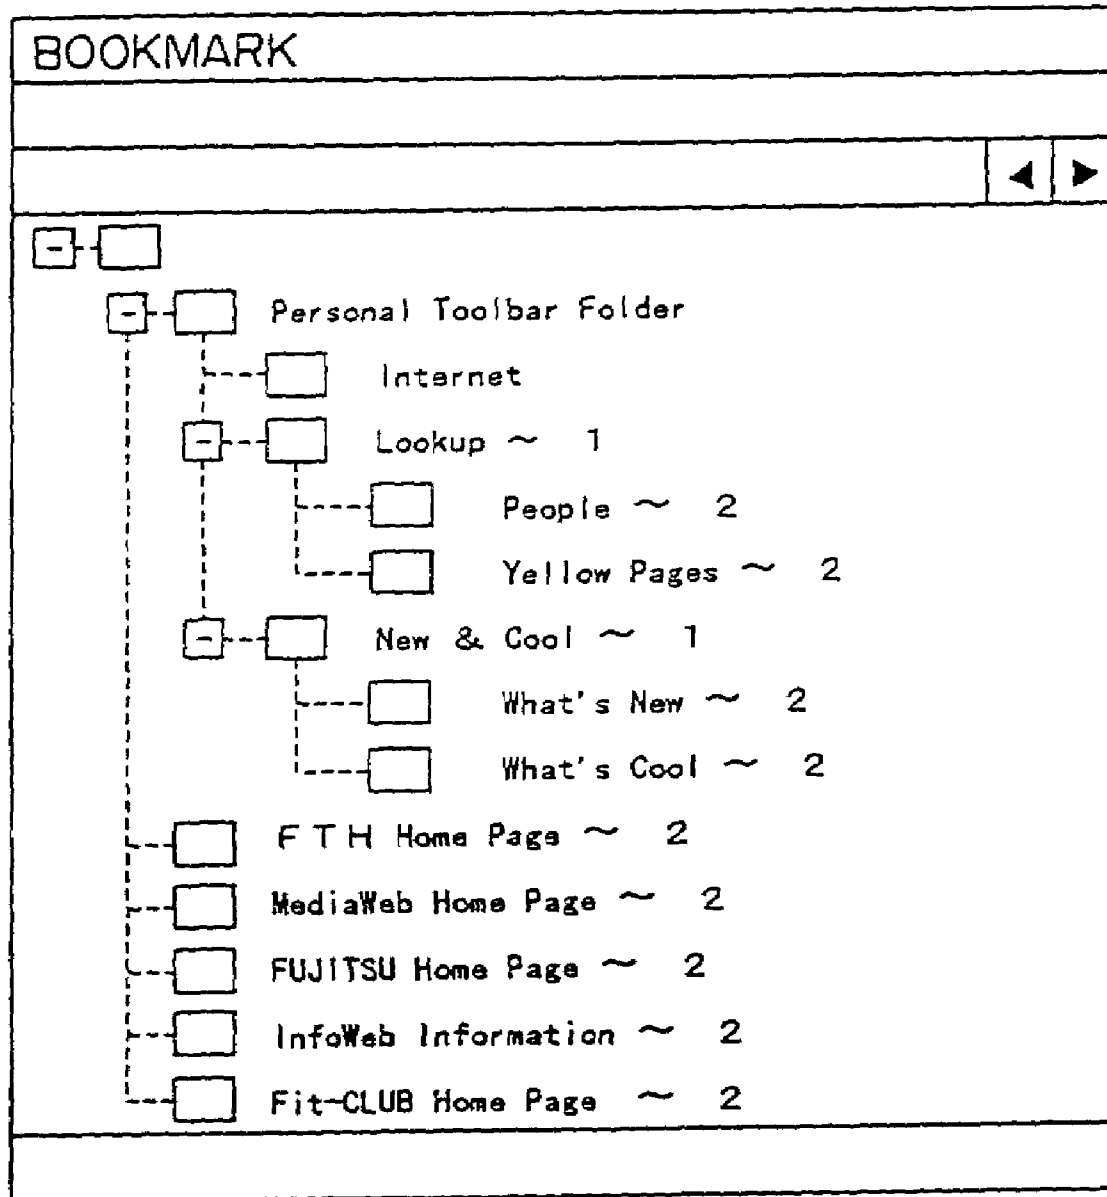 BOOKMARK
Personal Toolbar Folder
Internet
Lookup ~ 1
People ~ 2
Yellow Pages ~ 2
New & Cool ~ 1
What's New ~ 2
What's Cool ~ 2
FTH Home Page ~ 2
MediaWeb Home Page ~ 2
FUJITSU Home Page ~ 2
InfoWeb Information ~ 2
Fit-CLUB Home Page ~ 2